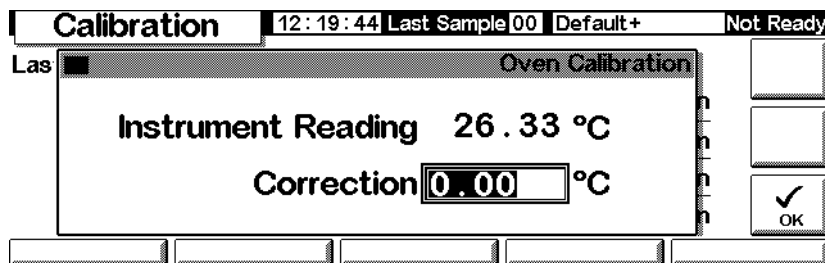 Calibration 12:19:44 Last Sample 00 Default+ Not Ready
Las Oven Calibration
Instrument Reading 26.33 °C
Correction 0.00 °C
OK